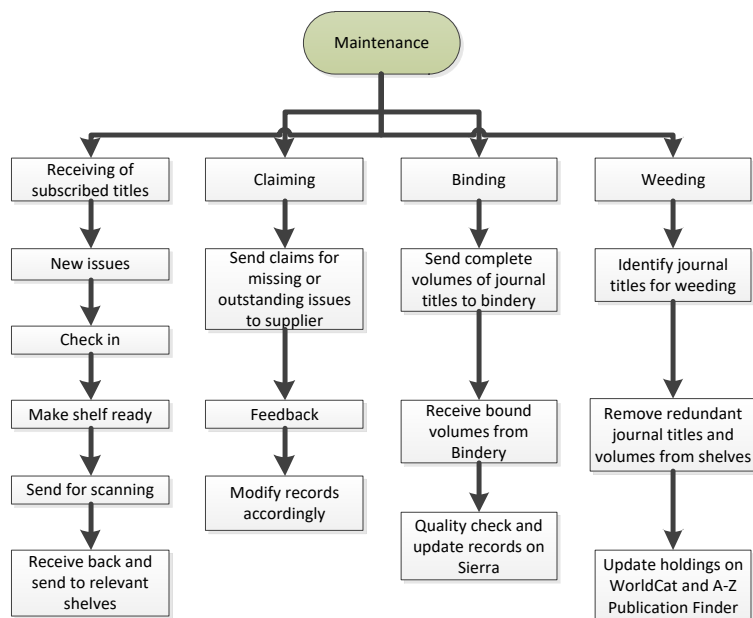 Maintenance
Receiving of
subscribed titles
New issues
Check in
Make shelf ready
Send for scanning
Receive back and
send to relevant
shelves
Claiming
Send claims for
missing or
outstanding issues
to supplier
Feedback
Modify records
accordingly
Binding
Send complete
volumes of journal
titles to bindery
Receive bound
volumes from
Bindery
Quality check and
update records on
Sierra
Weeding
Identify journal
titles for weeding
Remove redundant
journal titles and
volumes from shelves
Update holdings on
WorldCat and A-Z
Publication Finder